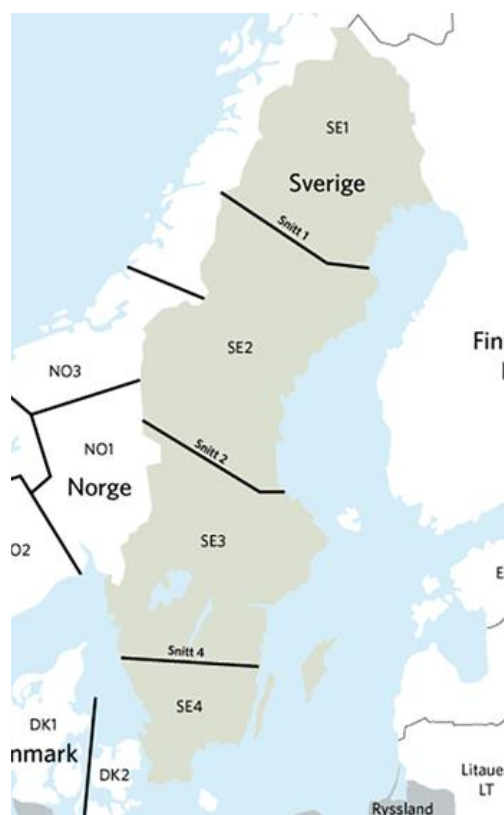 SE1
Sverige
Snitt 1
SE2
Fin
NO3
NO1
Snitt 2
Norge
SE3
O2
E
Snitt 4
SE4
DK1
nmark
DK2
Litaue
LT
Ryssland